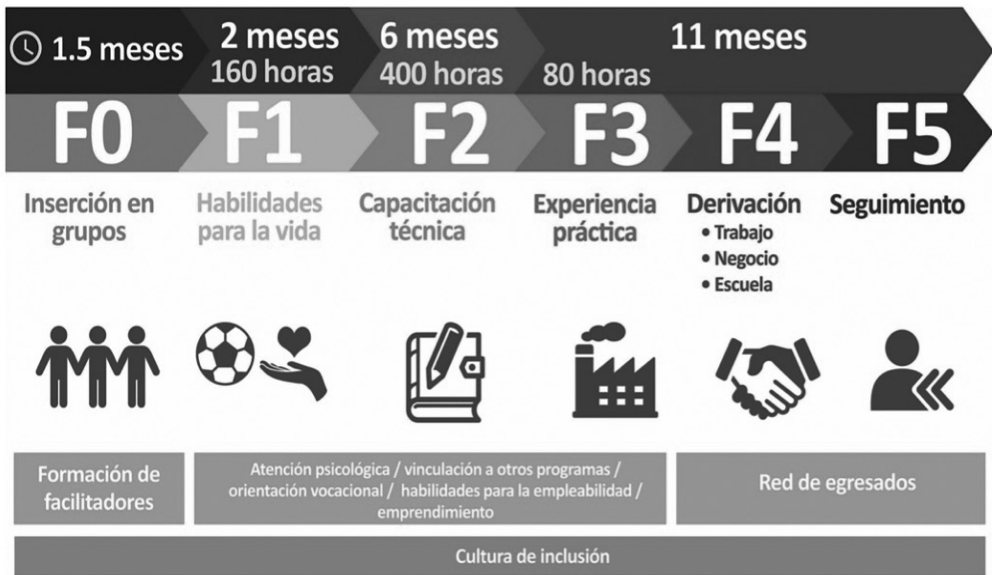 1.5 meses
2 meses
160 horas
6 meses
400 horas
11 meses
80 horas
F0
F1
F2
F3
F4
F5
Inserción en
grupos
Habilidades
para la vida
Capacitación
técnica
Experiencia
práctica
Derivación
• Trabajo
• Negocio
• Escuela
Seguimiento
Formación de
facilitadores
Atención psicológica / vinculación a otros programas /
orientación vocacional / habilidades para la empleabilidad /
emprendimiento
Red de egresados
Cultura de inclusión